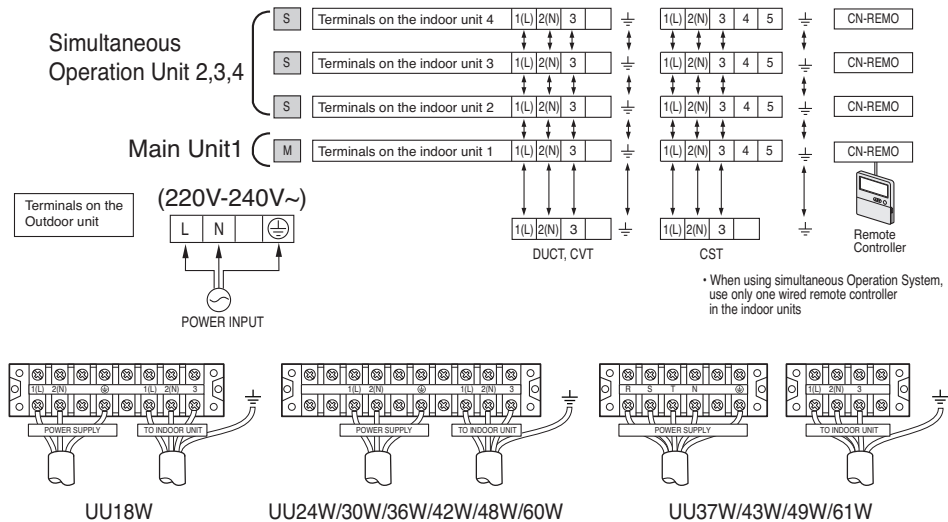 Simultaneous
Operation Unit 2,3,4
S Terminals on the indoor unit 4 1(L) 2(N) 3 1(L) 2(N) 3 4 5 CN-REMO
S Terminals on the indoor unit 3 1(L) 2(N) 3 1(L) 2(N) 3 4 5 CN-REMO
S Terminals on the indoor unit 2 1(L) 2(N) 3 1(L) 2(N) 3 4 5 CN-REMO
Main Unit1 M Terminals on the indoor unit 1 1(L) 2(N) 3 1(L) 2(N) 3 4 5 CN-REMO
Terminals on the
Outdoor unit
(220V-240V~)
L N
POWER INPUT
1(L) 2(N) 3
DUCT, CVT
1(L) 2(N) 3
CST
Remote
Controller
• When using simultaneous Operation System,
use only one wired remote controller
in the indoor units
1(L) 2(N) 1(L) 2(N) 3
POWER SUPPLY TO INDOOR UNIT
UU18W
1(L) 2(N) 1(L) 2(N) 3
POWER SUPPLY TO INDOOR UNIT
UU24W/30W/36W/42W/48W/60W
R S T N 1(L) 2(N) 3
POWER SUPPLY TO INDOOR UNIT
UU37W/43W/49W/61W